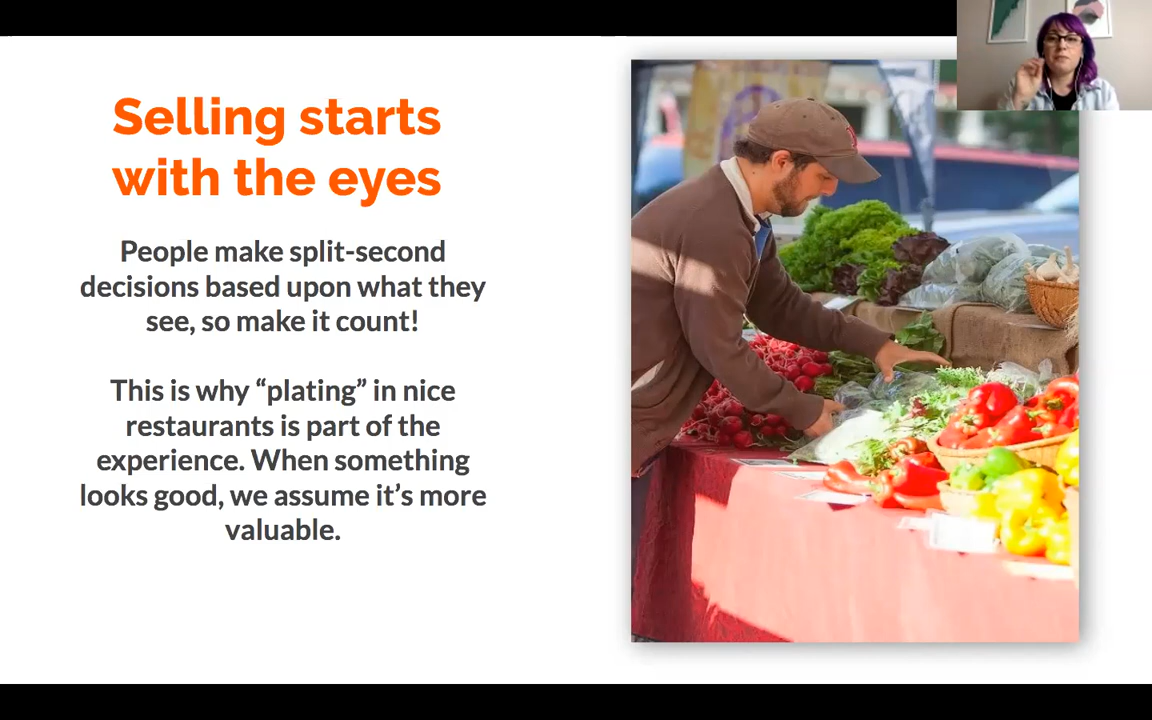 Selling starts
with the eyes
People make split-second
decisions based upon what they
see, so make it count!
This is why “plating” in nice
restaurants is part of the
experience. When something
looks good, we assume it’s more
valuable.